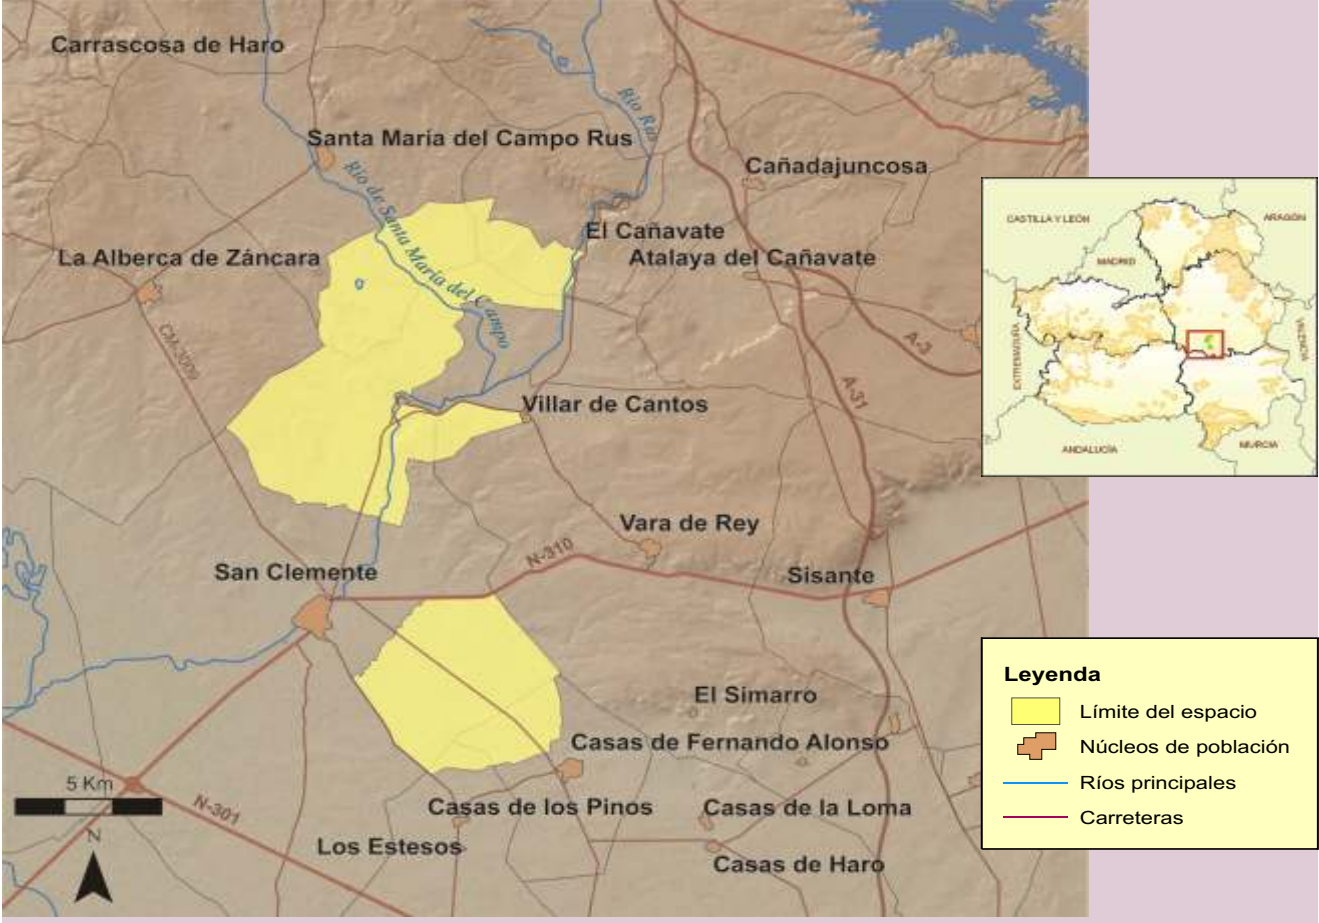 Carrascosa de Haro
Río Rus
Santa María del Campo Rus
Cañadajuncosa
Río de Santa María del Campo
El Cañavate
La Alberca de Záncara
Atalaya del Cañavate
CM-3009
A-3
A-31
Villar de Cantos
Vara de Rey
N-310
San Clemente
Sisante
El Simarro
Casas de Fernando Alonso
5 Km
N-301
Casas de los Pinos
Casas de la Loma
N
Los Estesos
Casas de Haro
CASTILLA Y LEÓN
ARAGÓN
MADRID
EXTREMADURA
VALENCIA
ANDALUCÍA
MURCIA
Leyenda
Límite del espacio
Núcleos de población
Ríos principales
Carreteras